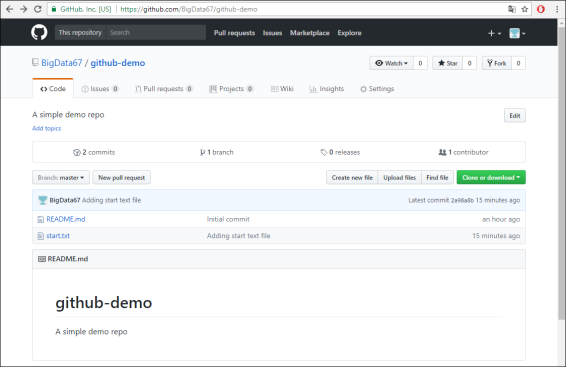 GitHub, Inc. [US] | https://github.com/BigData67/github-demo
This repository Search Pull requests Issues Marketplace Explore
BigData67 / github-demo Watch 0 Star 0 Fork 0
Code Issues 0 Pull requests 0 Projects 0 Wiki Insights Settings
A simple demo repo Edit
Add topics
2 commits 1 branch 0 releases 1 contributor
Branch: master New pull request Create new file Upload files Find file Clone or download
BigData67 Adding start text file Latest commit 2a98a8b 15 minutes ago
README.md Initial commit an hour ago
start.txt Adding start text file 15 minutes ago
README.md
github-demo
A simple demo repo